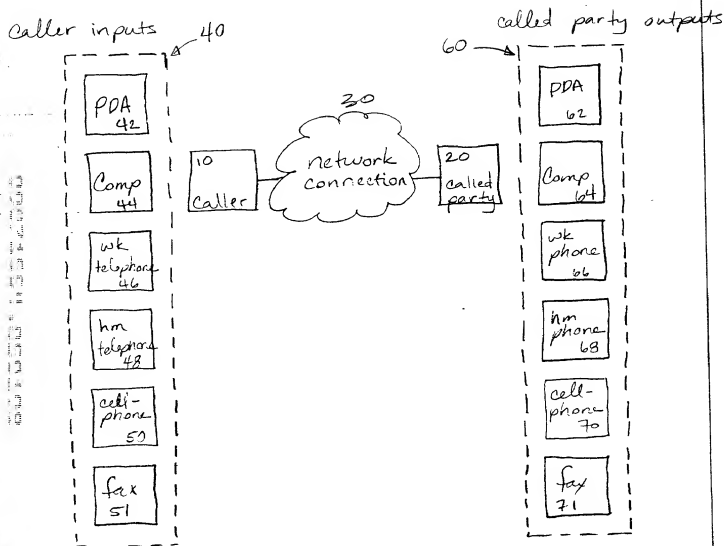 caller inputs
40
PDA
42
Comp
44
wk
telephone
46
hm
telephone
48
cell-
phone
50
fax
51
10
caller
30
network
connection
20
called
party
called party outputs
60
PDA
62
Comp
64
wk
phone
66
hm
phone
68
cell-
phone
70
fax
71